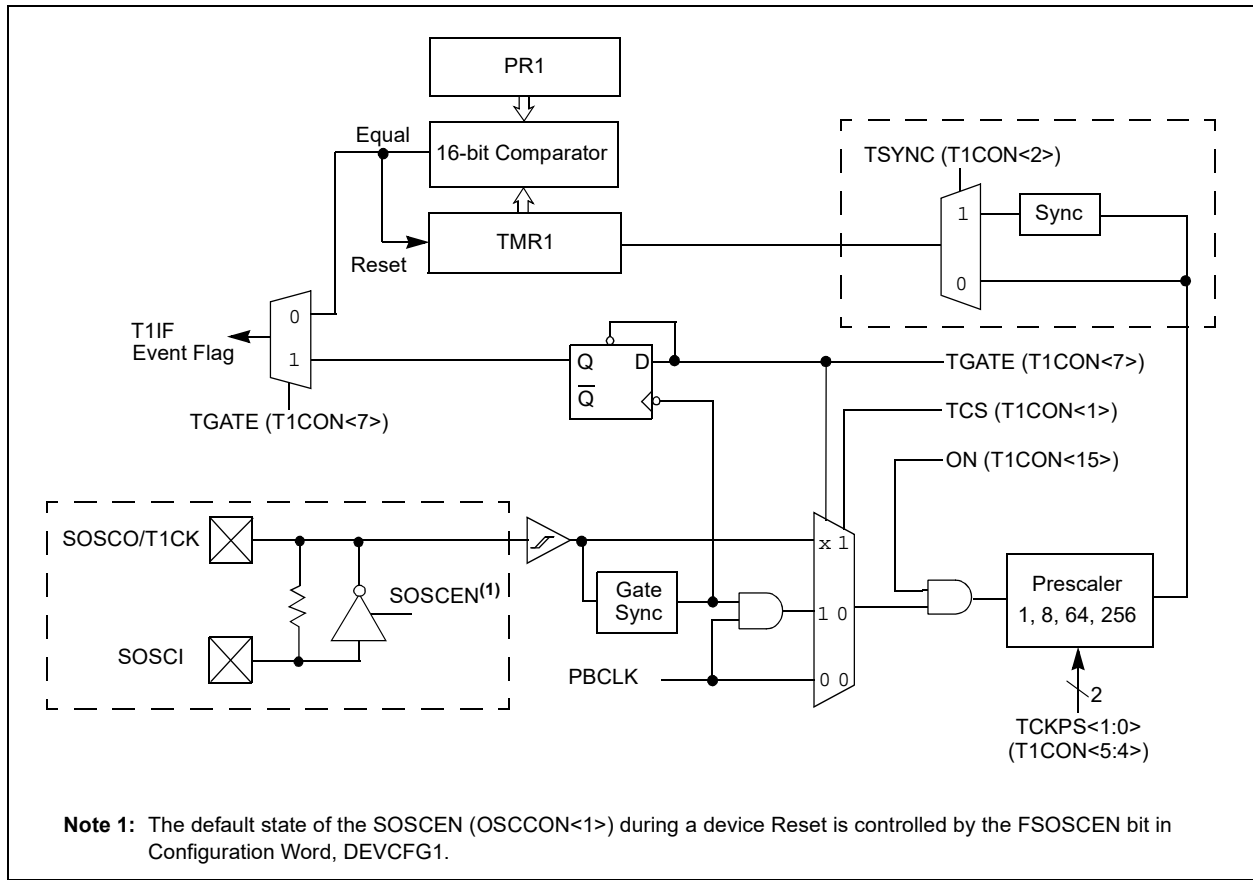 PR1
Equal
16-bit Comparator
TSYNC (T1CON<2>)
1
Sync
TMR1
Reset
0
0
T1IF
Event Flag
1
Q D
TGATE (T1CON<7>)
Q
TGATE (T1CON<7>)
TCS (T1CON<1>)
ON (T1CON<15>)
SOSCO/T1CK
x 1
SOSCEN(1)
Gate
Sync
1 0
Prescaler
1, 8, 64, 256
SOSCI
PBCLK
0 0
2
TCKPS<1:0>
(T1CON<5:4>)
Note 1: The default state of the SOSCEN (OSCCON<1>) during a device Reset is controlled by the FSOSCEN bit in
Configuration Word, DEVCFG1.